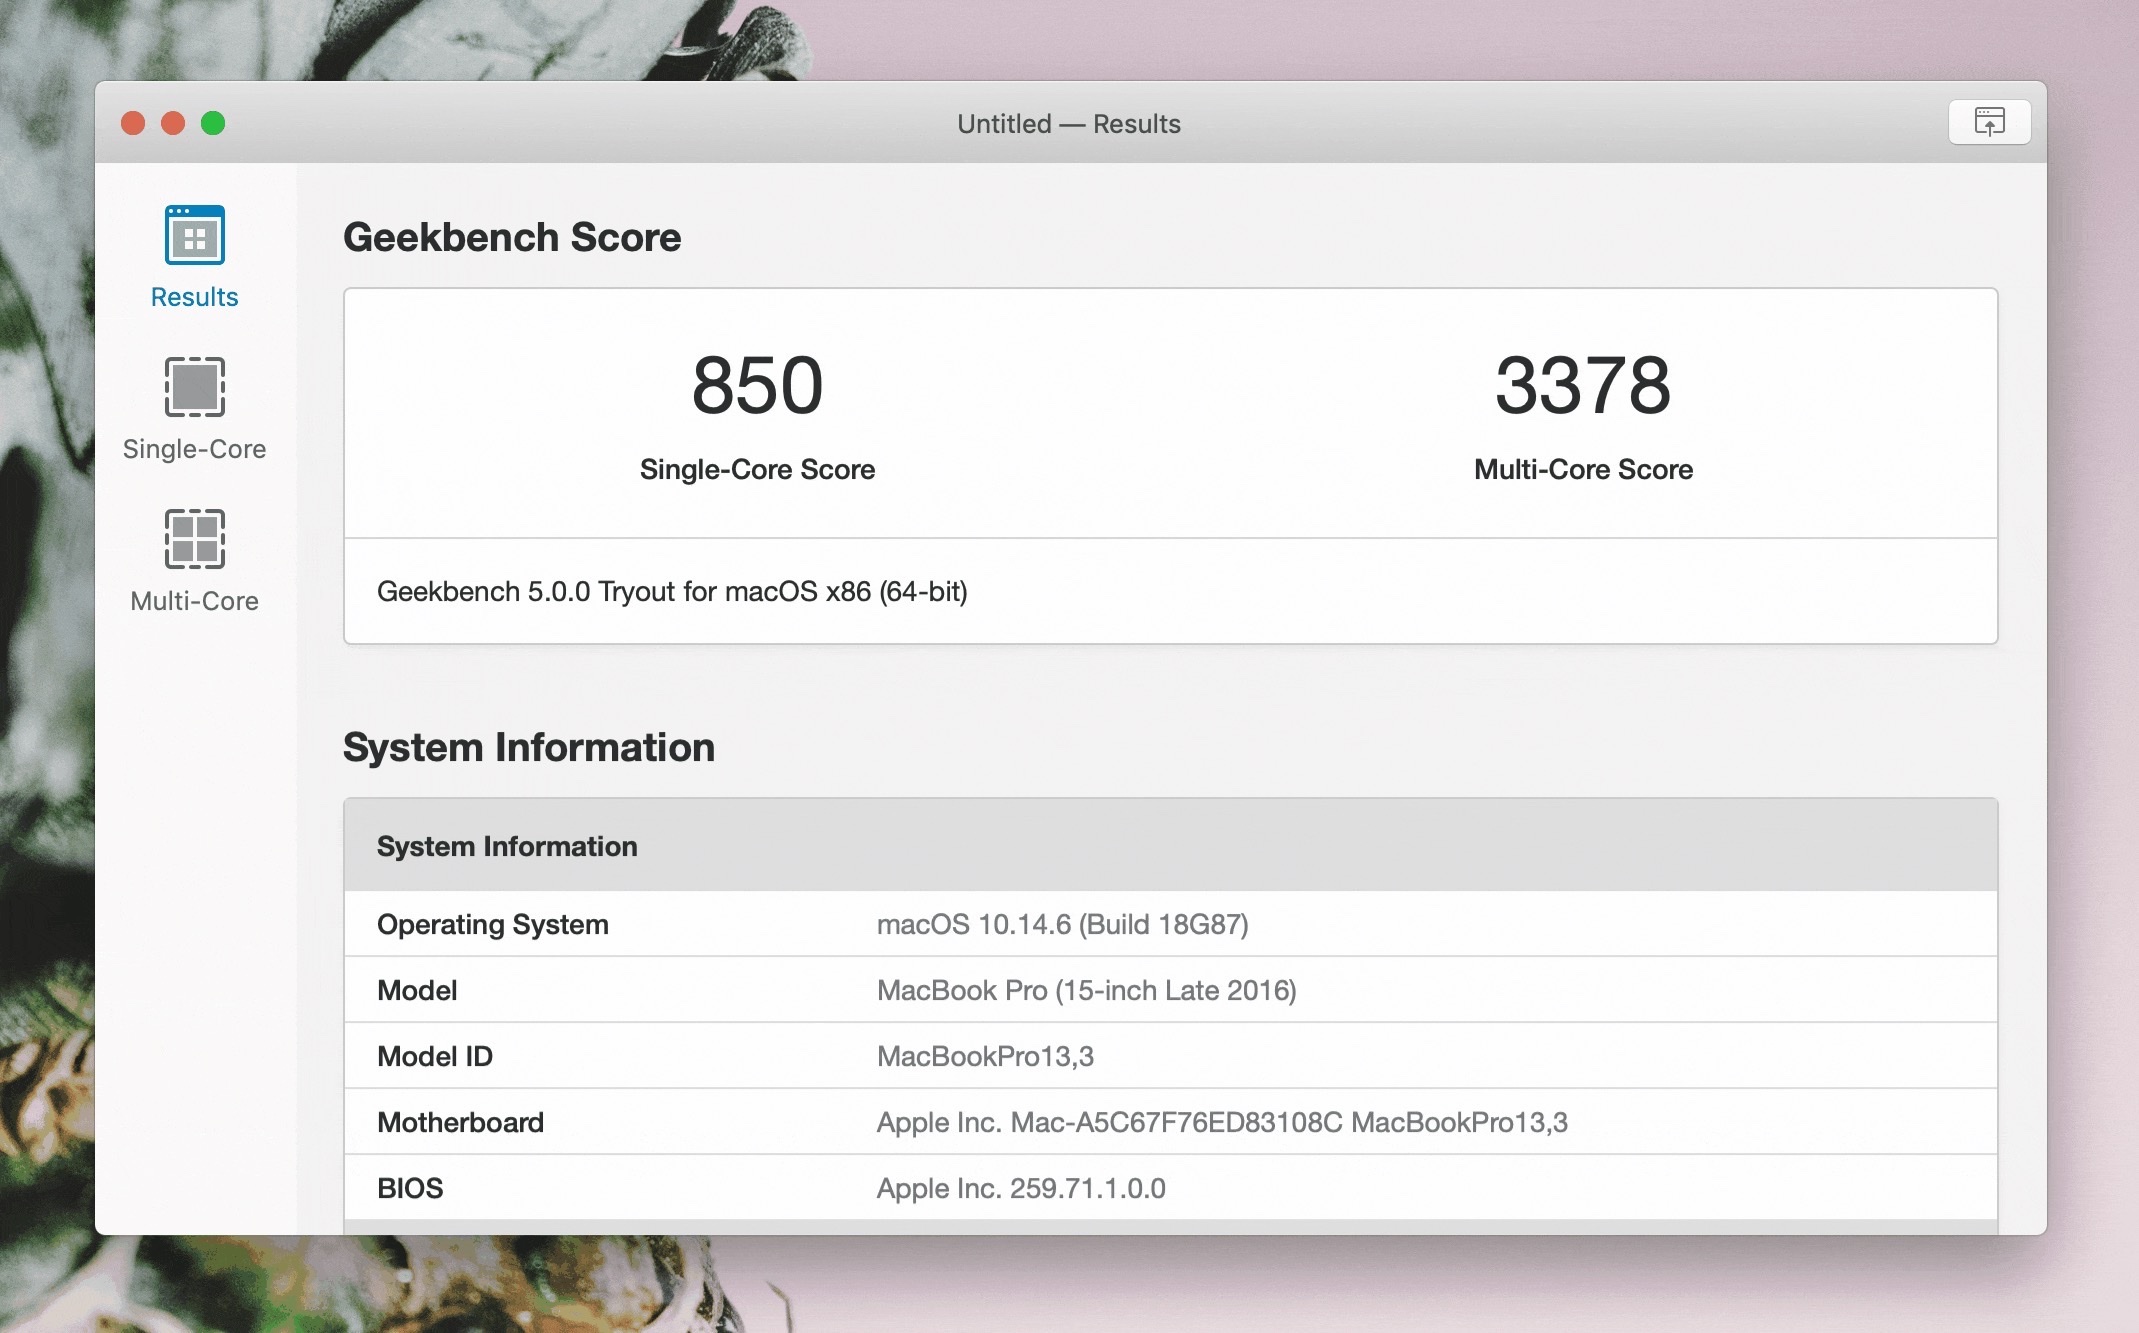 Untitled — Results
Results
Single-Core
Multi-Core
Geekbench Score
850
Single-Core Score
3378
Multi-Core Score
Geekbench 5.0.0 Tryout for macOS x86 (64-bit)
System Information
System Information
Operating System macOS 10.14.6 (Build 18G87)
Model MacBook Pro (15-inch Late 2016)
Model ID MacBookPro13,3
Motherboard Apple Inc. Mac-A5C67F76ED83108C MacBookPro13,3
BIOS Apple Inc. 259.71.1.0.0